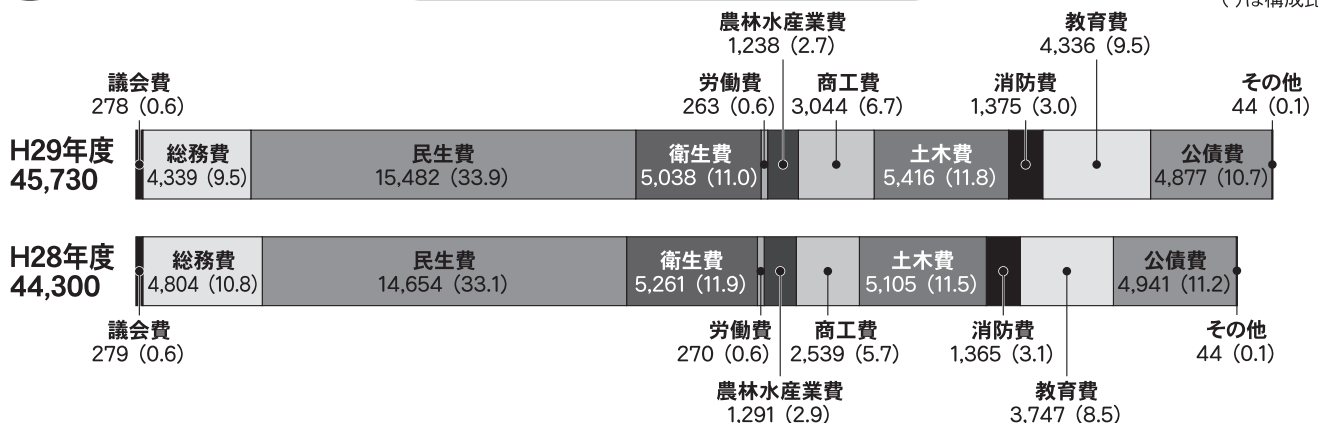 ( )は構成比
農林水産業費
1,238 (2.7)
教育費
4,336 (9.5)
議会費
278 (0.6)
労働費
263 (0.6)
商工費
3,044 (6.7)
消防費
1,375 (3.0)
その他
44 (0.1)
H29年度
45,730
総務費
4,339 (9.5)
民生費
15,482 (33.9)
衛生費
5,038 (11.0)
土木費
5,416 (11.8)
公債費
4,877 (10.7)
H28年度
44,300
総務費
4,804 (10.8)
民生費
14,654 (33.1)
衛生費
5,261 (11.9)
土木費
5,105 (11.5)
公債費
4,941 (11.2)
議会費
279 (0.6)
労働費
270 (0.6)
商工費
2,539 (5.7)
消防費
1,365 (3.1)
その他
44 (0.1)
農林水産業費
1,291 (2.9)
教育費
3,747 (8.5)